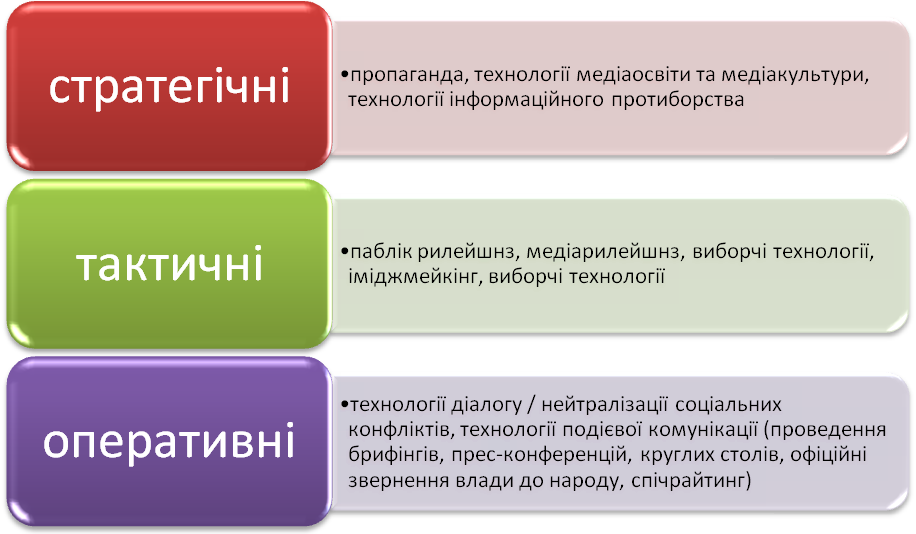 стратегічні
•пропаганда, технології медіаосвіти та медіакультури,
технології інформаційного протиборства
тактичні
•паблік рилейшнз, медіарилейшнз, виборчі технології,
іміджмейкінг, виборчі технології
оперативні
•технології діалогу / нейтралізації соціальних
конфліктів, технології подієвої комунікації (проведення
брифінгів, прес-конференцій, круглих столів, офіційні
звернення влади до народу, спічрайтинг)